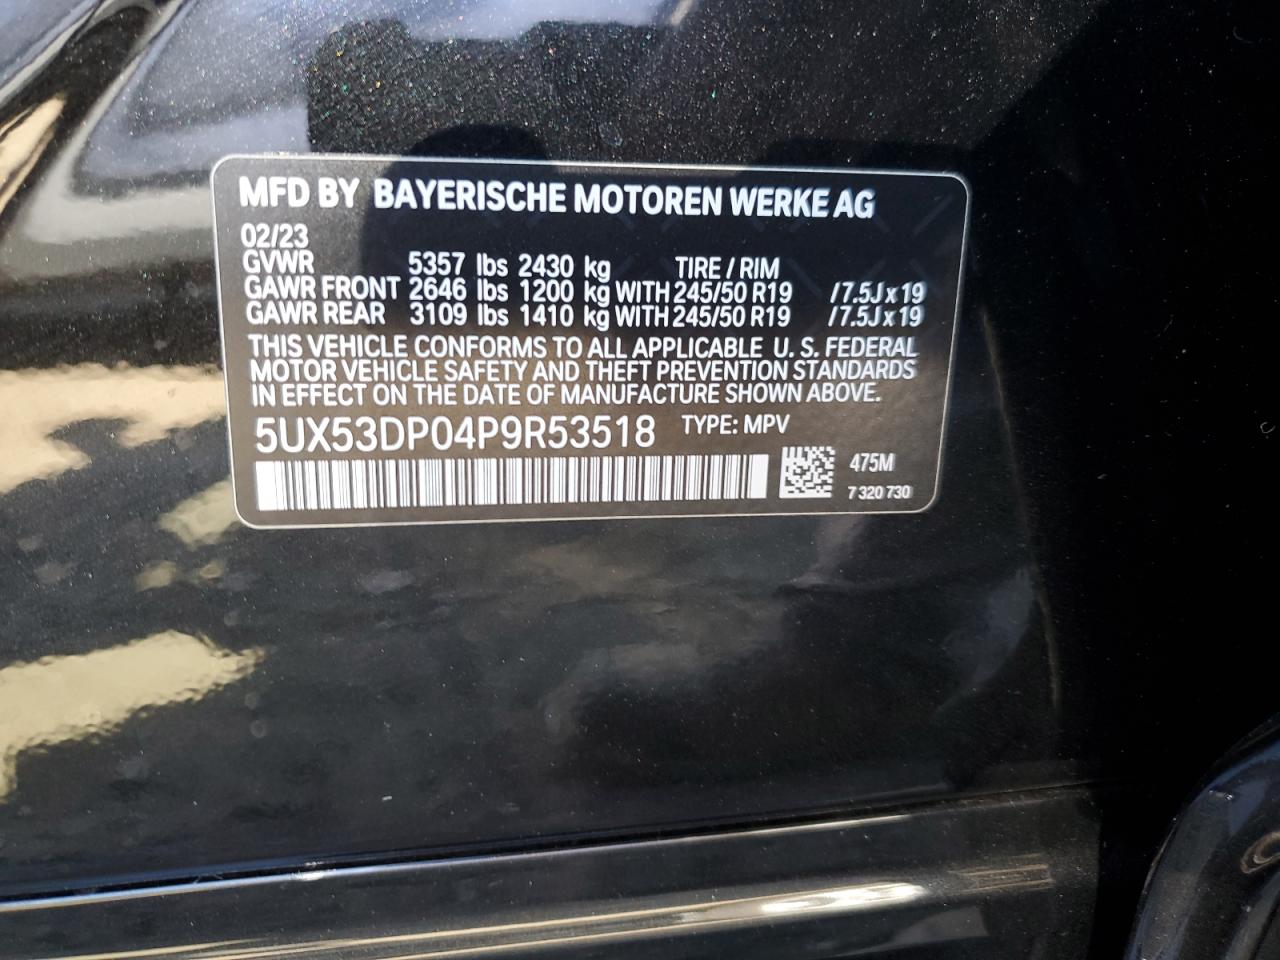 MFD BY BAYERISCHE MOTOREN WERKE AG
02/23
GVWR 5357 lbs 2430 kg TIRE / RIM
GAWR FRONT 2646 lbs 1200 kg WITH 245/50 R19 /7.5J x 19
GAWR REAR 3109 lbs 1410 kg WITH 245/50 R19 /7.5J x 19
THIS VEHICLE CONFORMS TO ALL APPLICABLE U. S. FEDERAL
MOTOR VEHICLE SAFETY AND THEFT PREVENTION STANDARDS
IN EFFECT ON THE DATE OF MANUFACTURE SHOWN ABOVE.
5UX53DP04P9R53518 TYPE: MPV
475M
7 320 730